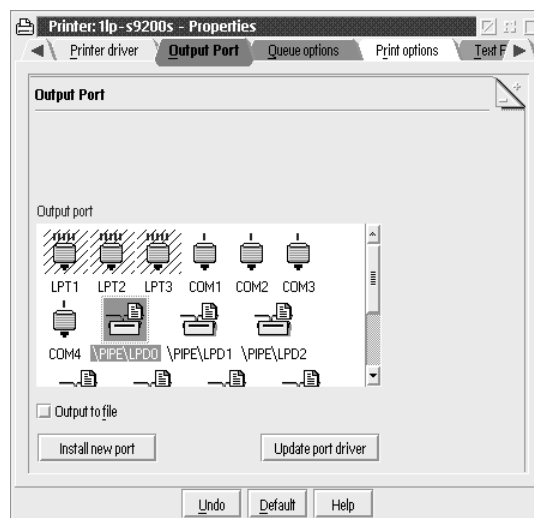 Printer: 1lp-s9200s - Properties
Printer driver Output Port Queue options Print options Text F
Output Port
Output port
LPT1 LPT2 LPT3 COM1 COM2 COM3
COM4 \PIPE\LPD0 \PIPE\LPD1 \PIPE\LPD2
Output to file
Install new port Update port driver
Undo Default Help